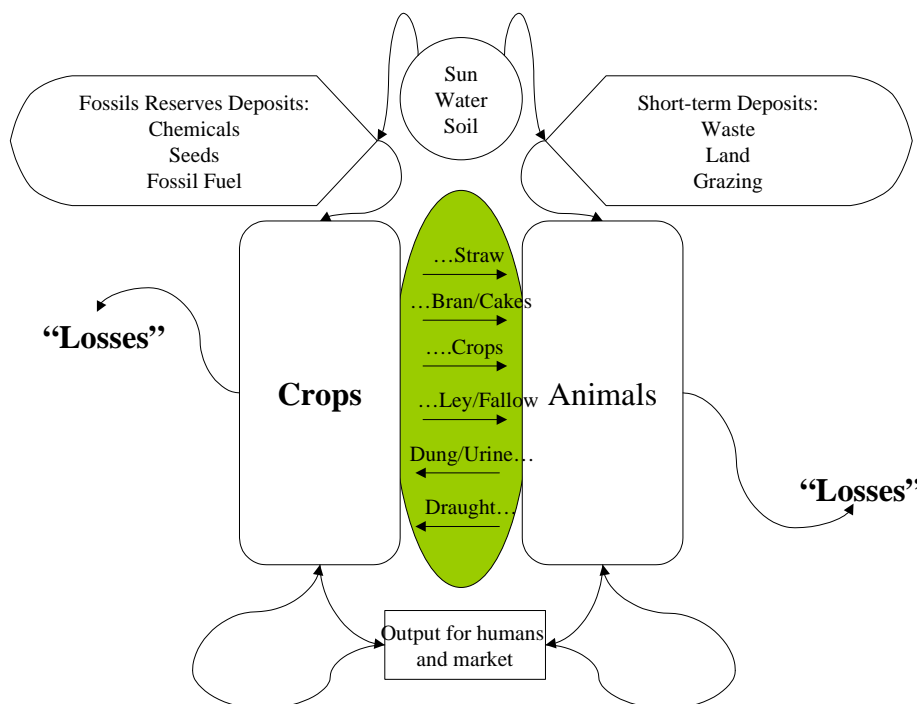 Sun
Water
Soil
Fossils Reserves Deposits:
Chemicals
Seeds
Fossil Fuel
Short-term Deposits:
Waste
Land
Grazing
…Straw
…Bran/Cakes
….Crops
…Ley/Fallow
Dung/Urine…
Draught…
“Losses”
Crops
Animals
“Losses”
Output for humans
and market